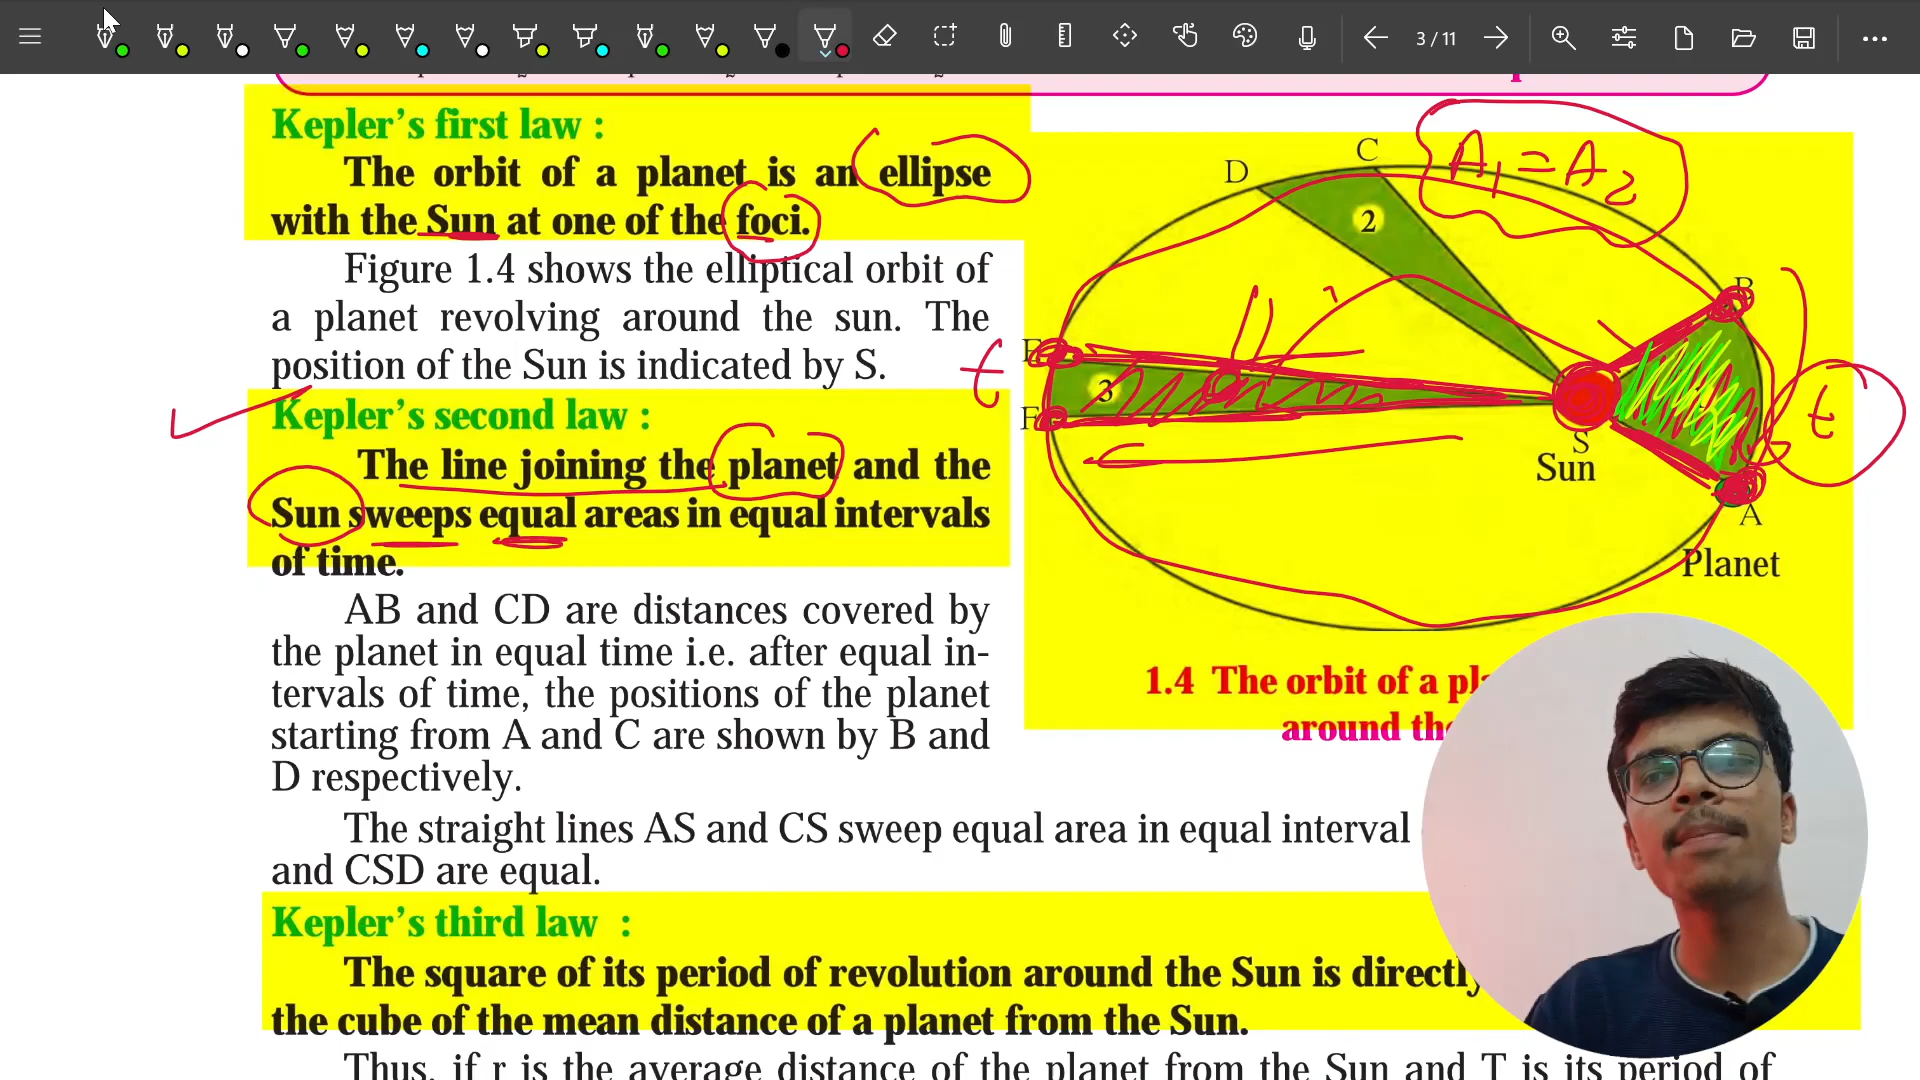 3 / 11
Kepler's first law :
The orbit of a planet is an ellipse
with the Sun at one of the foci.
Figure 1.4 shows the elliptical orbit of
a planet revolving around the sun. The
position of the Sun is indicated by S.
Kepler's second law :
The line joining the planet and the
Sun sweeps equal areas in equal intervals
of time.
AB and CD are distances covered by
the planet in equal time i.e. after equal in-
tervals of time, the positions of the planet
starting from A and C are shown by B and
D respectively.
The straight lines AS and CS sweep equal area in equal interval
and CSD are equal.
Kepler's third law :
The square of its period of revolution around the Sun is directly
the cube of the mean distance of a planet from the Sun.
Thus, if r is the average distance of the planet from the Sun and T is its period of
A₁ = A₂
C
D
2
B
t
E
3
F
t
S
Sun
A
Planet
1.4 The orbit of a
around the